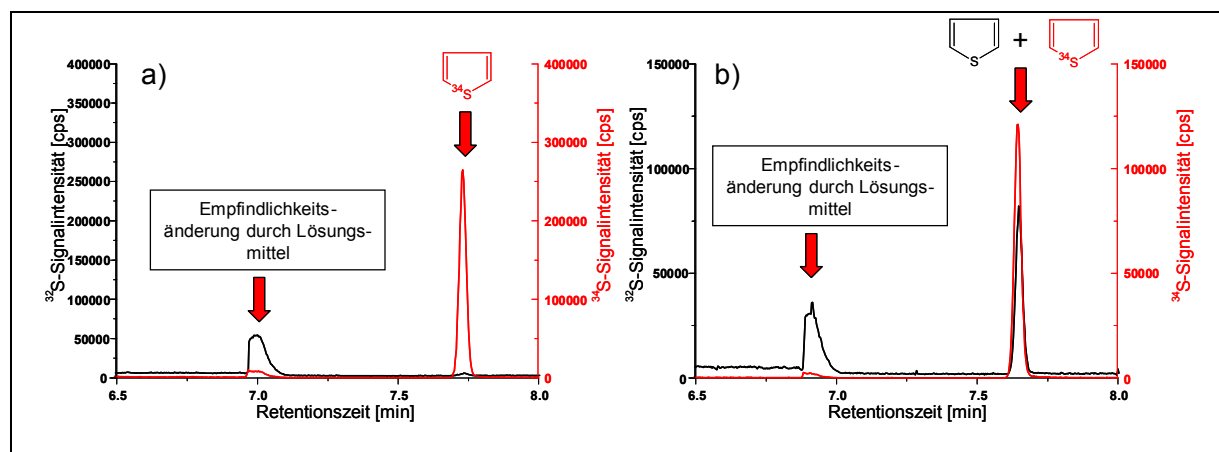 a)
400000
350000
300000
250000
200000
150000
100000
50000
0
³²S-Signalintensität [cps]
Empfindlichkeits-
änderung durch Lösungs-
mittel
³⁴S
400000
300000
200000
100000
0
³⁴S-Signalintensität [cps]
6.5 7.0 7.5 8.0
Retentionszeit [min]
b)
150000
100000
50000
0
³²S-Signalintensität [cps]
Empfindlichkeits-
änderung durch Lösungs-
mittel
S + ³⁴S
150000
100000
50000
0
³⁴S-Signalintensität [cps]
6.5 7.0 7.5 8.0
Retentionszeit [min]